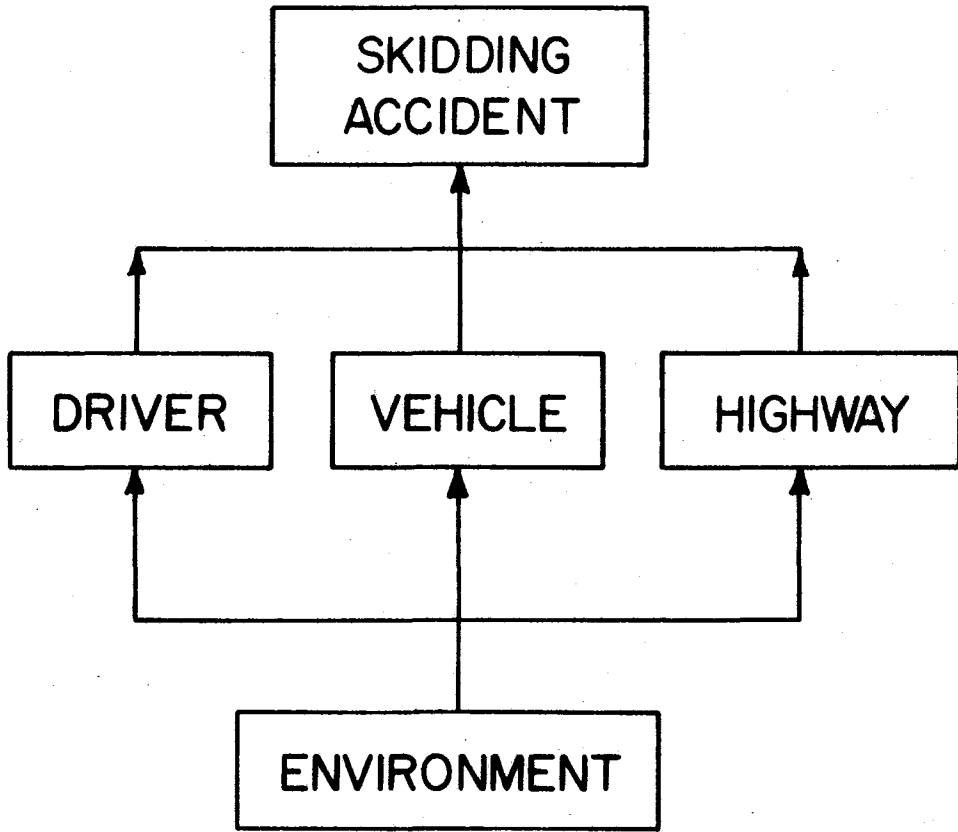 SKIDDING
ACCIDENT
DRIVER
VEHICLE
HIGHWAY
ENVIRONMENT